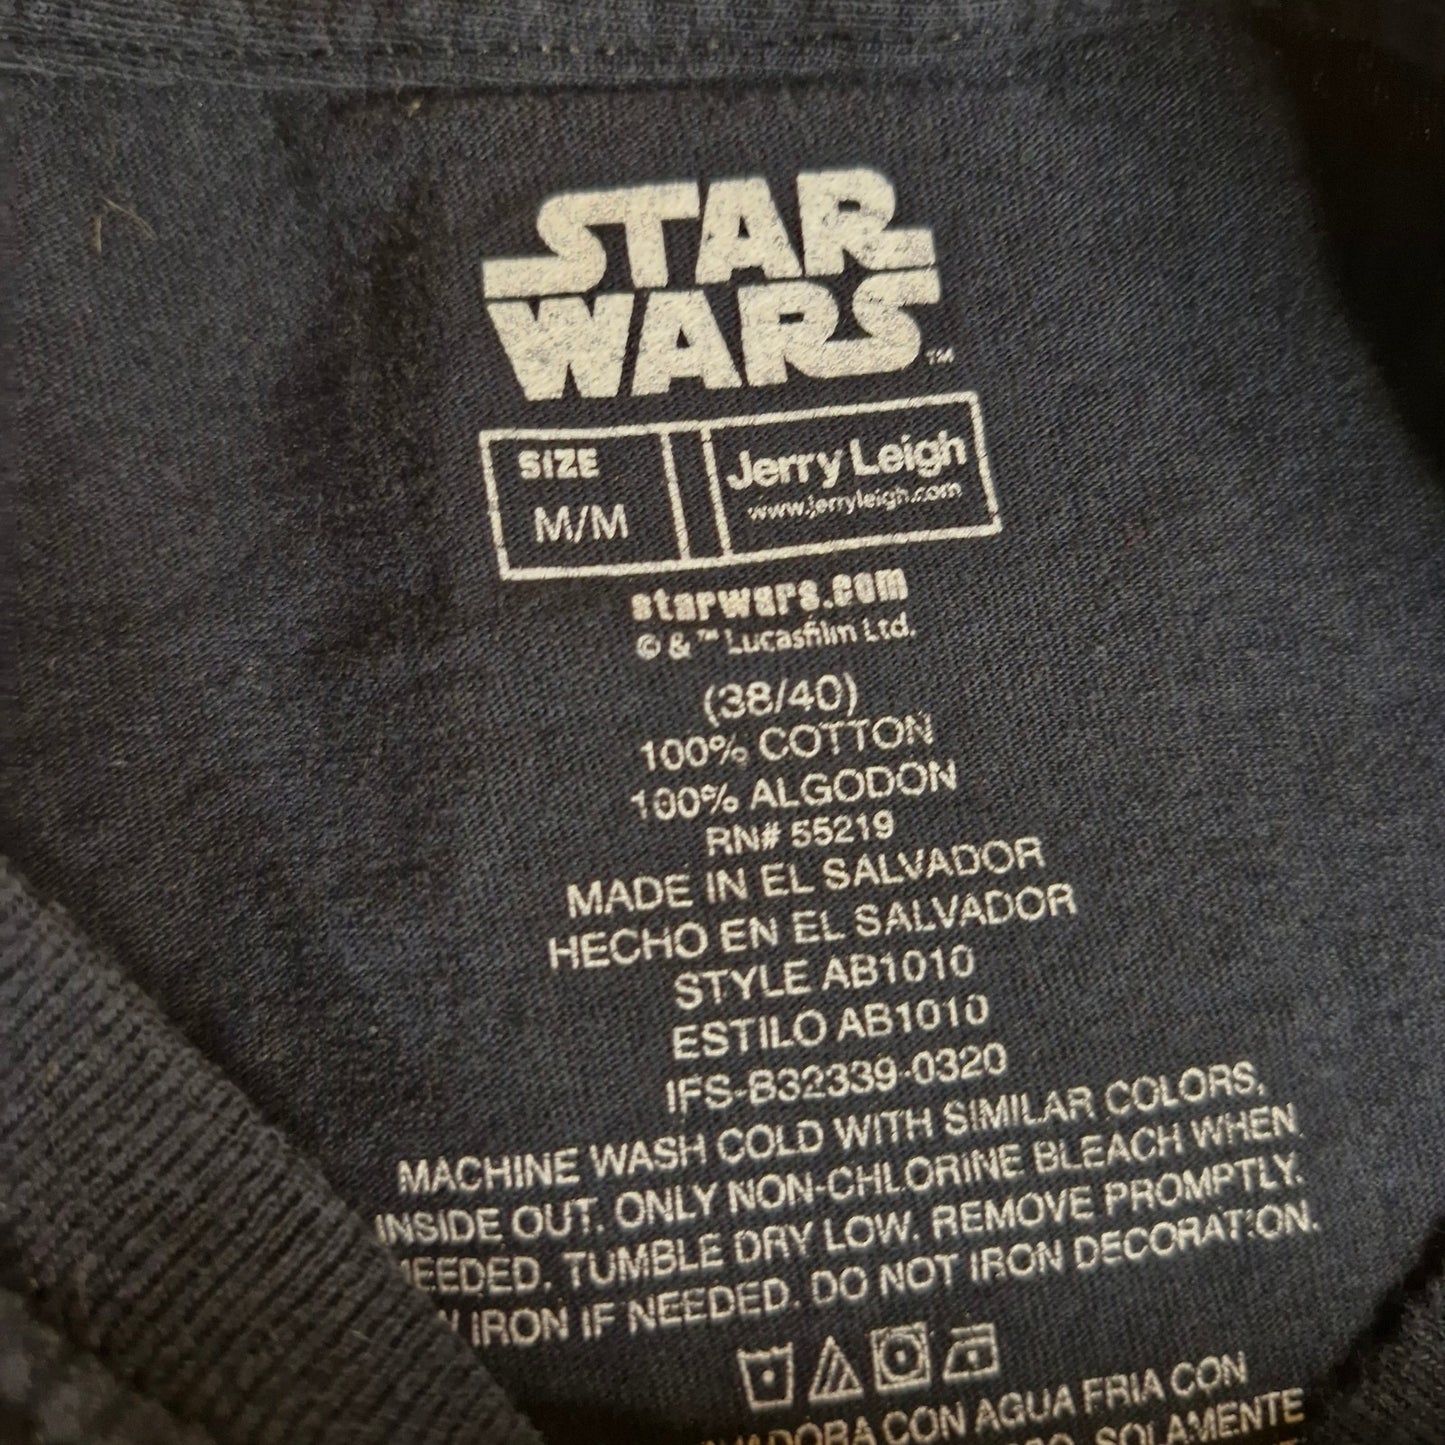 STAR
WARS™
SIZE
M/M
Jerry Leigh
www.jerryleigh.com
starwars.com
© & ™ Lucasfilm Ltd.
(38/40)
100% COTTON
100% ALGODON
RN# 55219
MADE IN EL SALVADOR
HECHO EN EL SALVADOR
STYLE AB1010
ESTILO AB1010
IFS-B32339-0320
MACHINE WASH COLD WITH SIMILAR COLORS,
INSIDE OUT. ONLY NON-CHLORINE BLEACH WHEN
NEEDED. TUMBLE DRY LOW. REMOVE PROMPTLY.
IRON IF NEEDED. DO NOT IRON DECORATION.
CON AGUA FRIA CON
SOLAMENTE